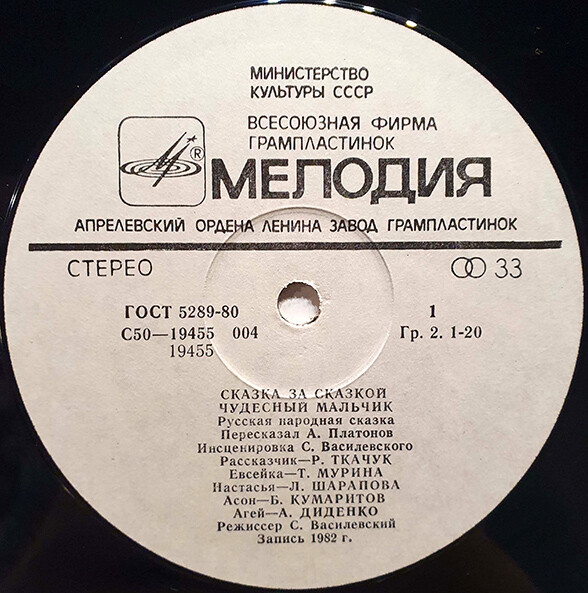 МИНИСТЕРСТВО
КУЛЬТУРЫ СССР
ВСЕСОЮЗНАЯ ФИРМА
ГРАМПЛАСТИНОК
® МЕЛОДИЯ
АПРЕЛЕВСКИЙ ОРДЕНА ЛЕНИНА ЗАВОД ГРАМПЛАСТИНОК
СТЕРЕО 33
ГОСТ 5289-80 1
С50—19455 004 Гр. 2. 1-20
19455
СКАЗКА ЗА СКАЗКОЙ
ЧУДЕСНЫЙ МАЛЬЧИК
Русская народная сказка
Пересказал А. Платонов
Инсценировка С. Василевского
Рассказчик—Р. ТКАЧУК
Евсейка—Т. МУРИНА
Настасья—Л. ШАРАПОВА
Асон—Б. КУМАРИТОВ
Агей—А. ДИДЕНКО
Режиссер С. Василевский
Запись 1982 г.